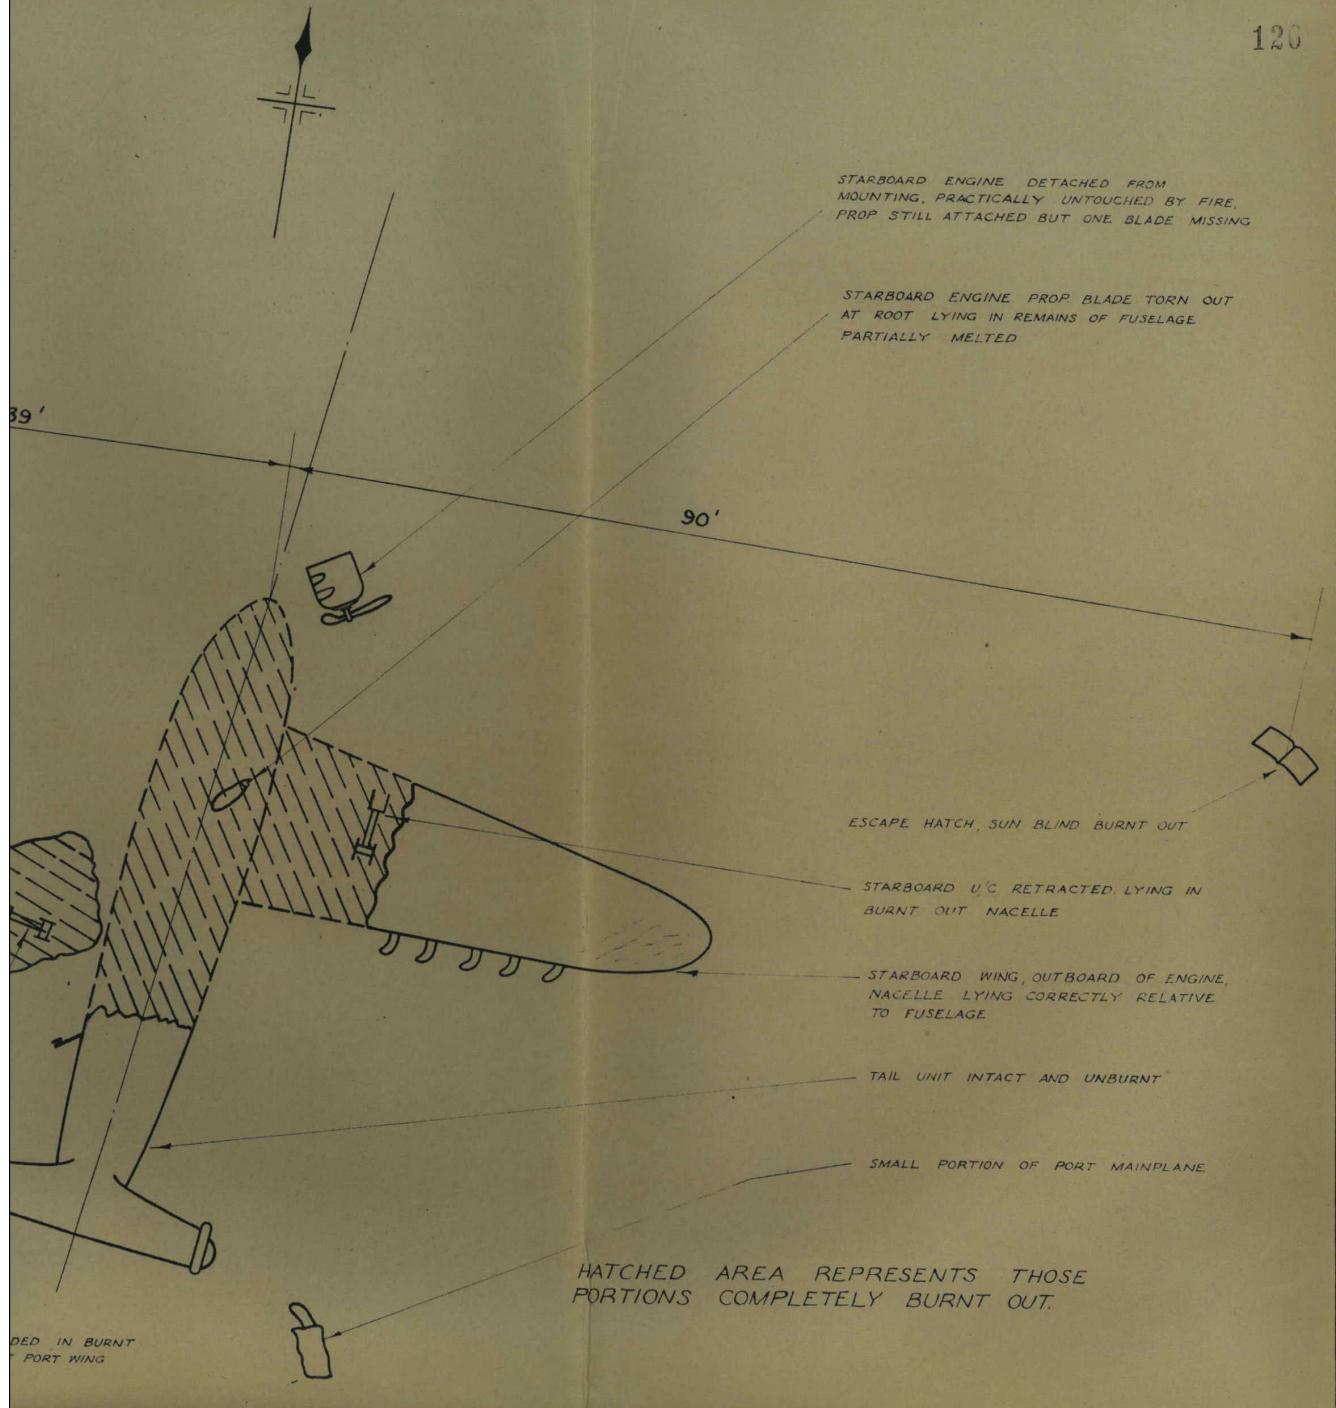 126
STARBOARD ENGINE DETACHED FROM
MOUNTING, PRACTICALLY UNTOUCHED BY FIRE,
PROP STILL ATTACHED BUT ONE BLADE MISSING
STARBOARD ENGINE PROP. BLADE TORN OUT
AT ROOT LYING IN REMAINS OF FUSELAGE
PARTIALLY MELTED
39'
90'
ESCAPE HATCH, SUN BLIND BURNT OUT
STARBOARD U/C RETRACTED LYING IN
BURNT OUT NACELLE
STARBOARD WING, OUTBOARD OF ENGINE,
NACELLE LYING CORRECTLY RELATIVE
TO FUSELAGE
TAIL UNIT INTACT AND UNBURNT
SMALL PORTION OF PORT MAINPLANE
HATCHED AREA REPRESENTS THOSE
PORTIONS COMPLETELY BURNT OUT.
DED IN BURNT
PORT WING